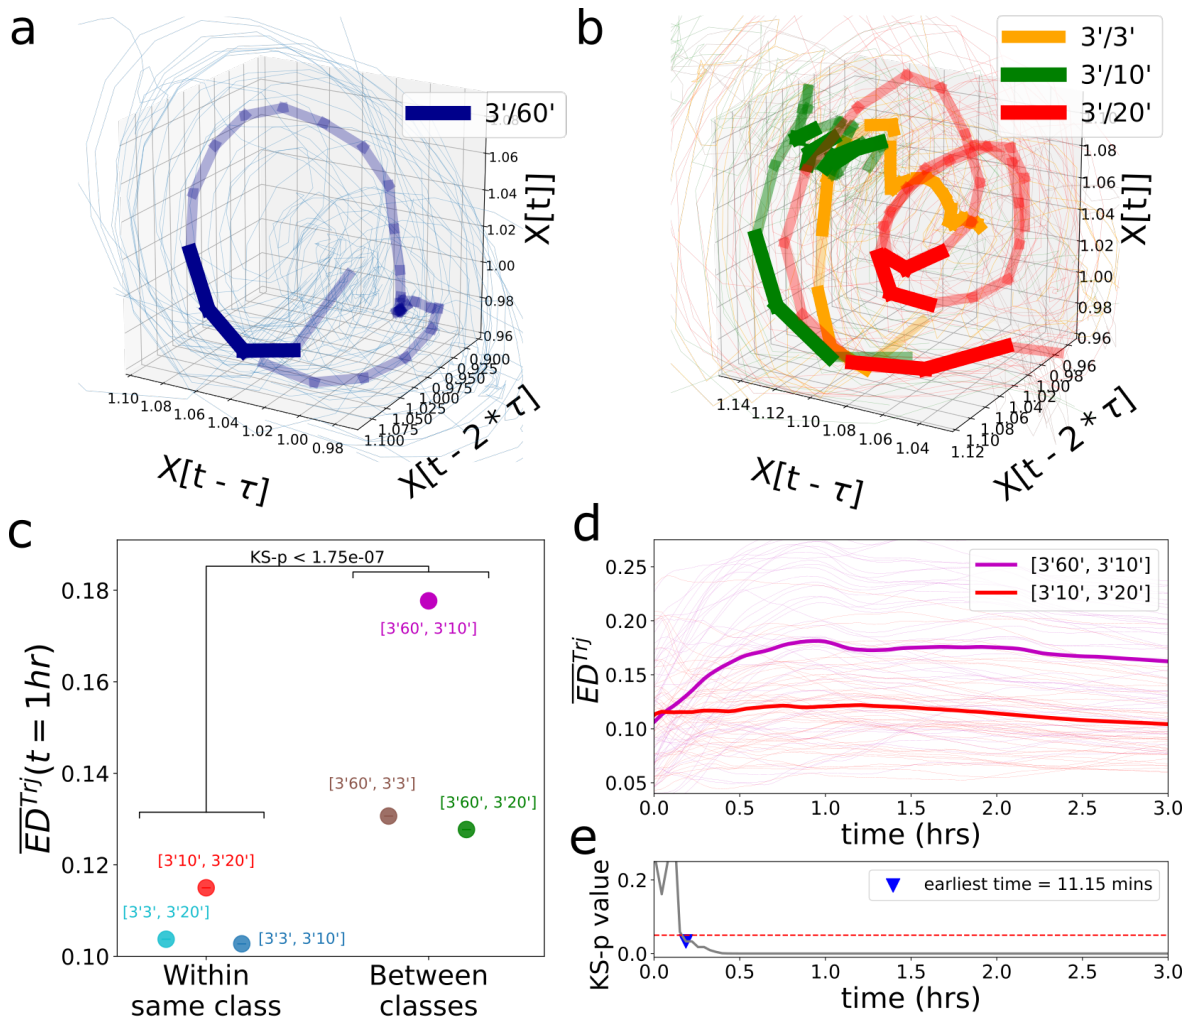 a
3'/60'
1.06
1.04
1.02
1.00
0.98
0.96
X[t]]
1.10
1.08
1.06
1.04
1.02
1.00
0.98
0.900
0.925
0.950
0.975
1.000
1.025
1.050
1.075
1.100
X[t - τ]
X[t - 2 * τ]
b
3'/3'
3'/10'
3'/20'
1.08
1.06
1.04
1.02
1.00
0.98
0.96
X[t]]
1.14
1.12
1.10
1.08
1.06
1.04
0.96
0.98
1.00
1.02
1.04
1.06
1.08
1.10
1.12
X[t - τ]
X[t - 2 * τ]
c
KS-p < 1.75e-07
0.18
0.16
0.14
0.12
0.10
ED^Trj(t = 1hr)
[3'60', 3'10']
[3'60', 3'3']
[3'60', 3'20']
[3'10', 3'20']
[3'3', 3'20']
[3'3', 3'10']
Within
same class
Between
classes
d
[3'60', 3'10']
[3'10', 3'20']
0.25
0.20
0.15
0.10
0.05
ED^Trj
0.0 0.5 1.0 1.5 2.0 2.5 3.0
time (hrs)
e
earliest time = 11.15 mins
0.2
0.0
KS-p value
0.0 0.5 1.0 1.5 2.0 2.5 3.0
time (hrs)